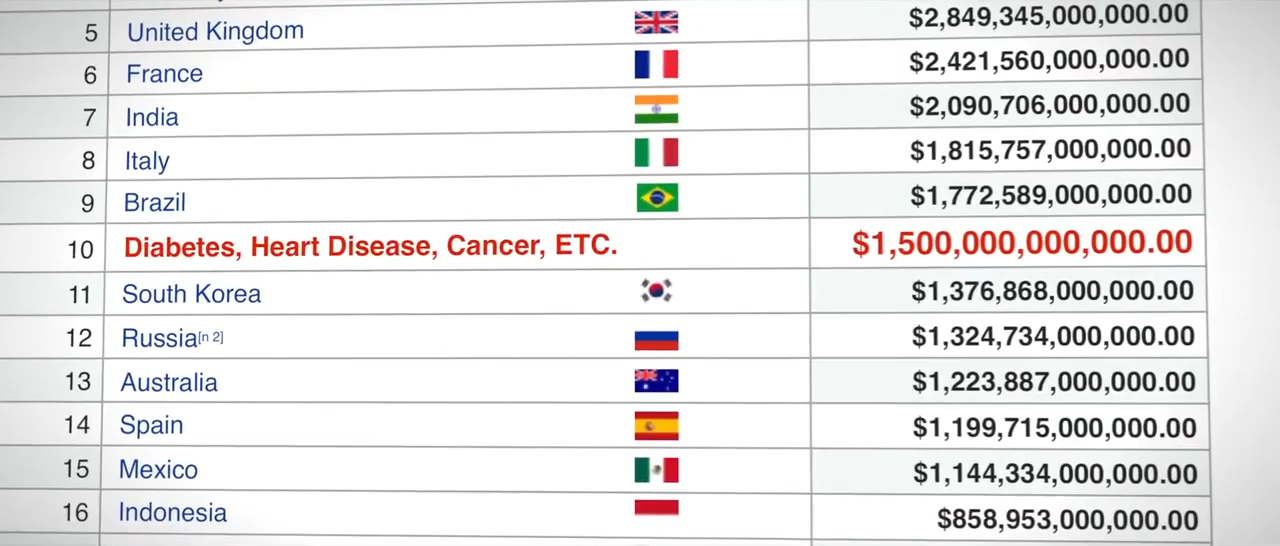 5 United Kingdom $2,849,345,000,000.00
6 France $2,421,560,000,000.00
7 India $2,090,706,000,000.00
8 Italy $1,815,757,000,000.00
9 Brazil $1,772,589,000,000.00
10 Diabetes, Heart Disease, Cancer, ETC. $1,500,000,000,000.00
11 South Korea $1,376,868,000,000.00
12 Russia[n 2] $1,324,734,000,000.00
13 Australia $1,223,887,000,000.00
14 Spain $1,199,715,000,000.00
15 Mexico $1,144,334,000,000.00
16 Indonesia $858,953,000,000.00